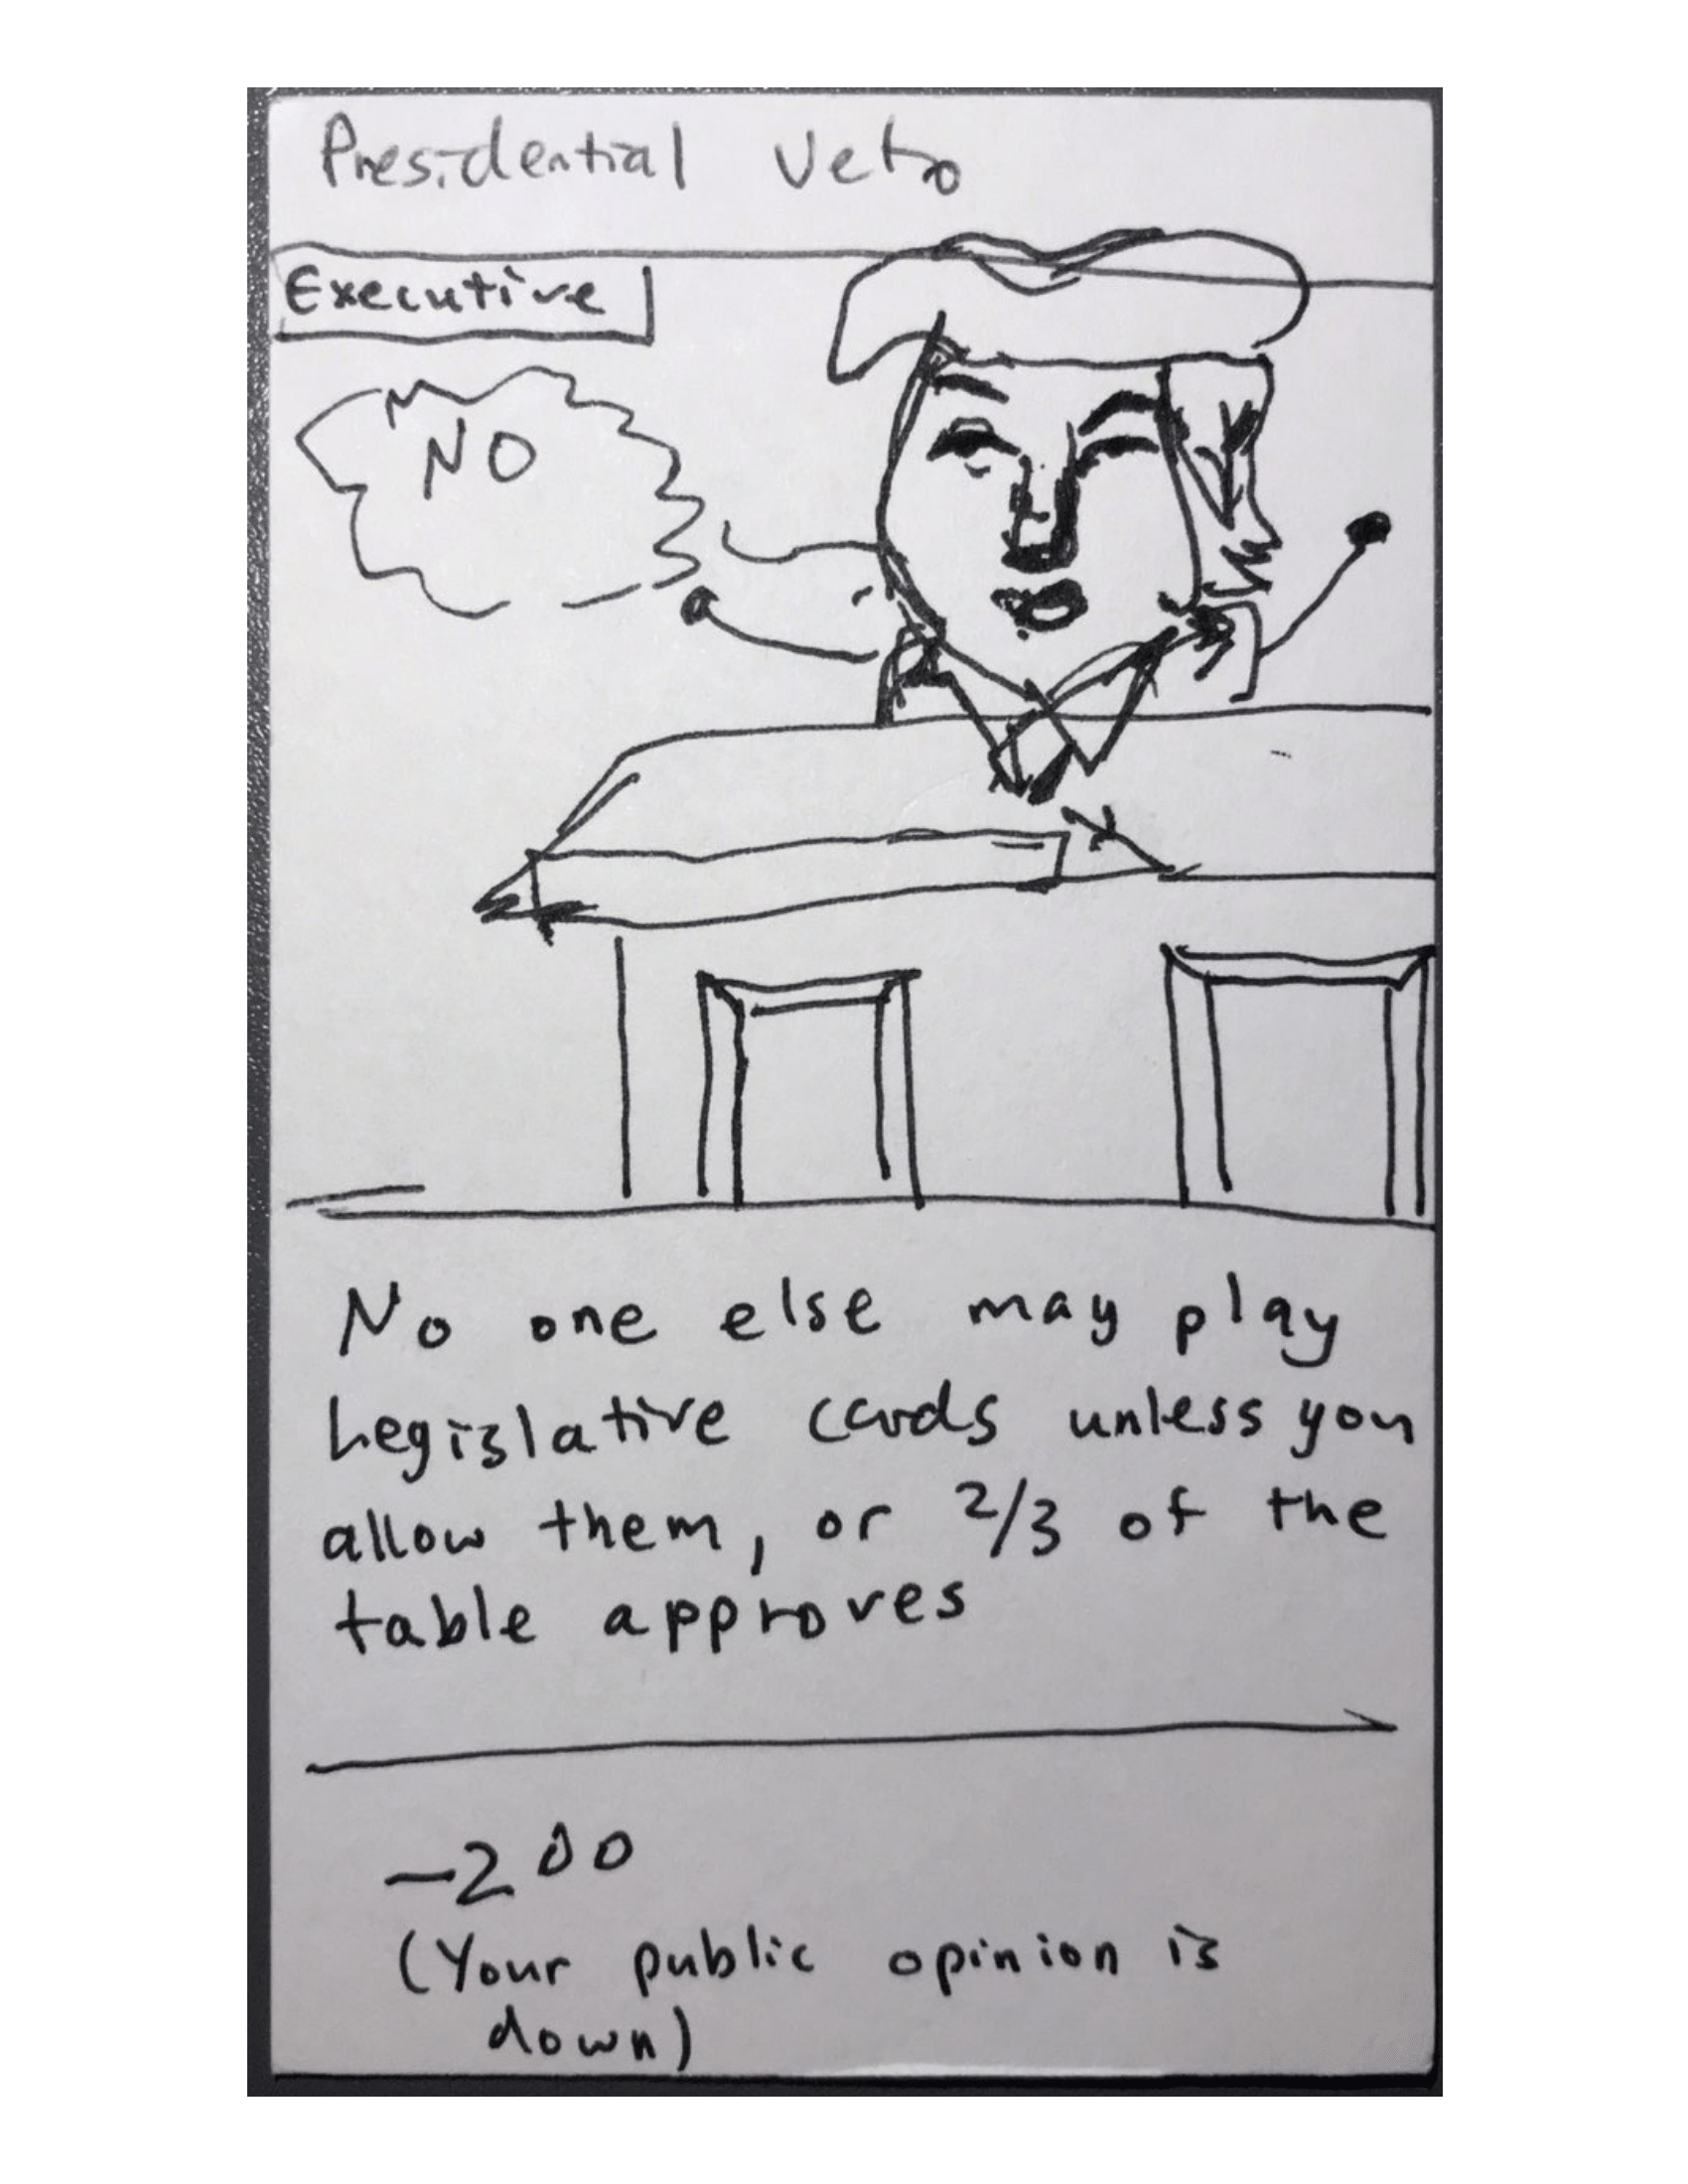 Presidential Veto
Executive
NO
No one else may play
Legislative cards unless you
allow them, or 2/3 of the
table approves
-200
(Your public opinion is
down)